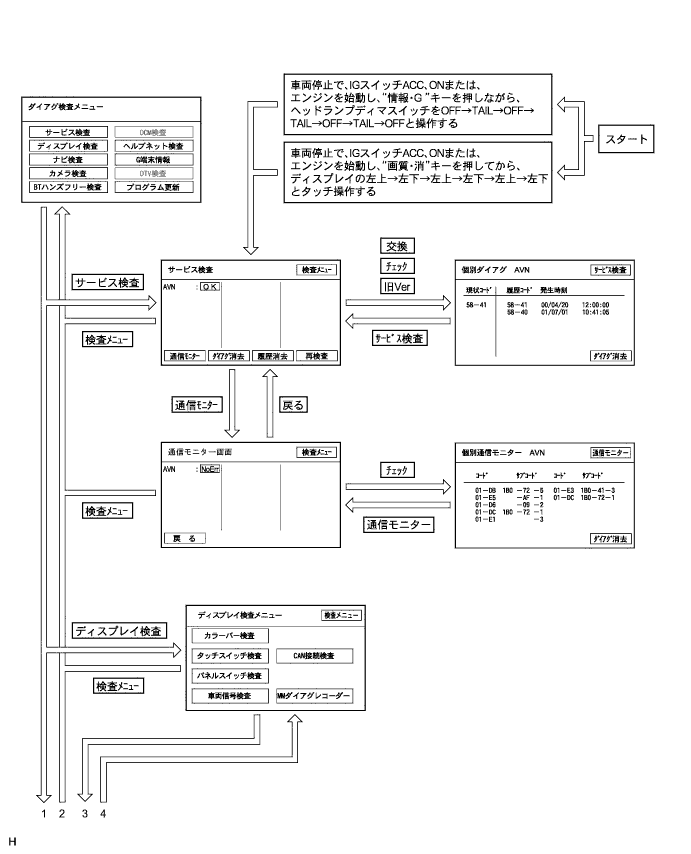 車両停止で、IGスイッチACC、ONまたは、
エンジンを始動し、"情報・G "キーを押しながら、
ヘッドランプディマスイッチをOFF→TAIL→OFF→
TAIL→OFF→TAIL→OFFと操作する
スタート
車両停止で、IGスイッチACC、ONまたは、
エンジンを始動し、"画質・消"キーを押してから、
ディスプレイの左上→左下→左上→左下→左上→左下
とタッチ操作する
ダイアグ検査メニュー
サービス検査
DCM検査
ディスプレイ検査
ヘルプネット検査
ナビ検査
G端末情報
カメラ検査
DTV検査
BTハンズフリー検査
プログラム更新
サービス検査
検査メニュー
サービス検査
検査メニュー
AVN : OK
通信モニター
ダイアグ消去
履歴消去
再検査
交換
チェック
旧Ver
サービス検査
個別ダイアグ AVN
サービス検査
現状コード 履歴コード 発生時刻
58-41 58-41 00/04/20 12:00:00
58-40 01/07/01 10:41:05
ダイアグ消去
通信モニター
戻る
検査メニュー
通信モニター画面
検査メニュー
AVN : NoErr
戻る
チェック
通信モニター
個別通信モニター AVN
通信モニター
コード サブコード コード サブコード
01-DB 1B0 -72 -5 01-E3 1B0-41-3
01-E5 -AF -1 01-DC 1B0-72-1
01-D6 -09 -2
01-DC 1B0 -72 -1
01-E1 -3
ダイアグ消去
ディスプレイ検査
検査メニュー
ディスプレイ検査メニュー
検査メニュー
カラーバー検査
タッチスイッチ検査
CAN接続検査
パネルスイッチ検査
車両信号検査
MMダイアグレコーダー
1 2 3 4
H